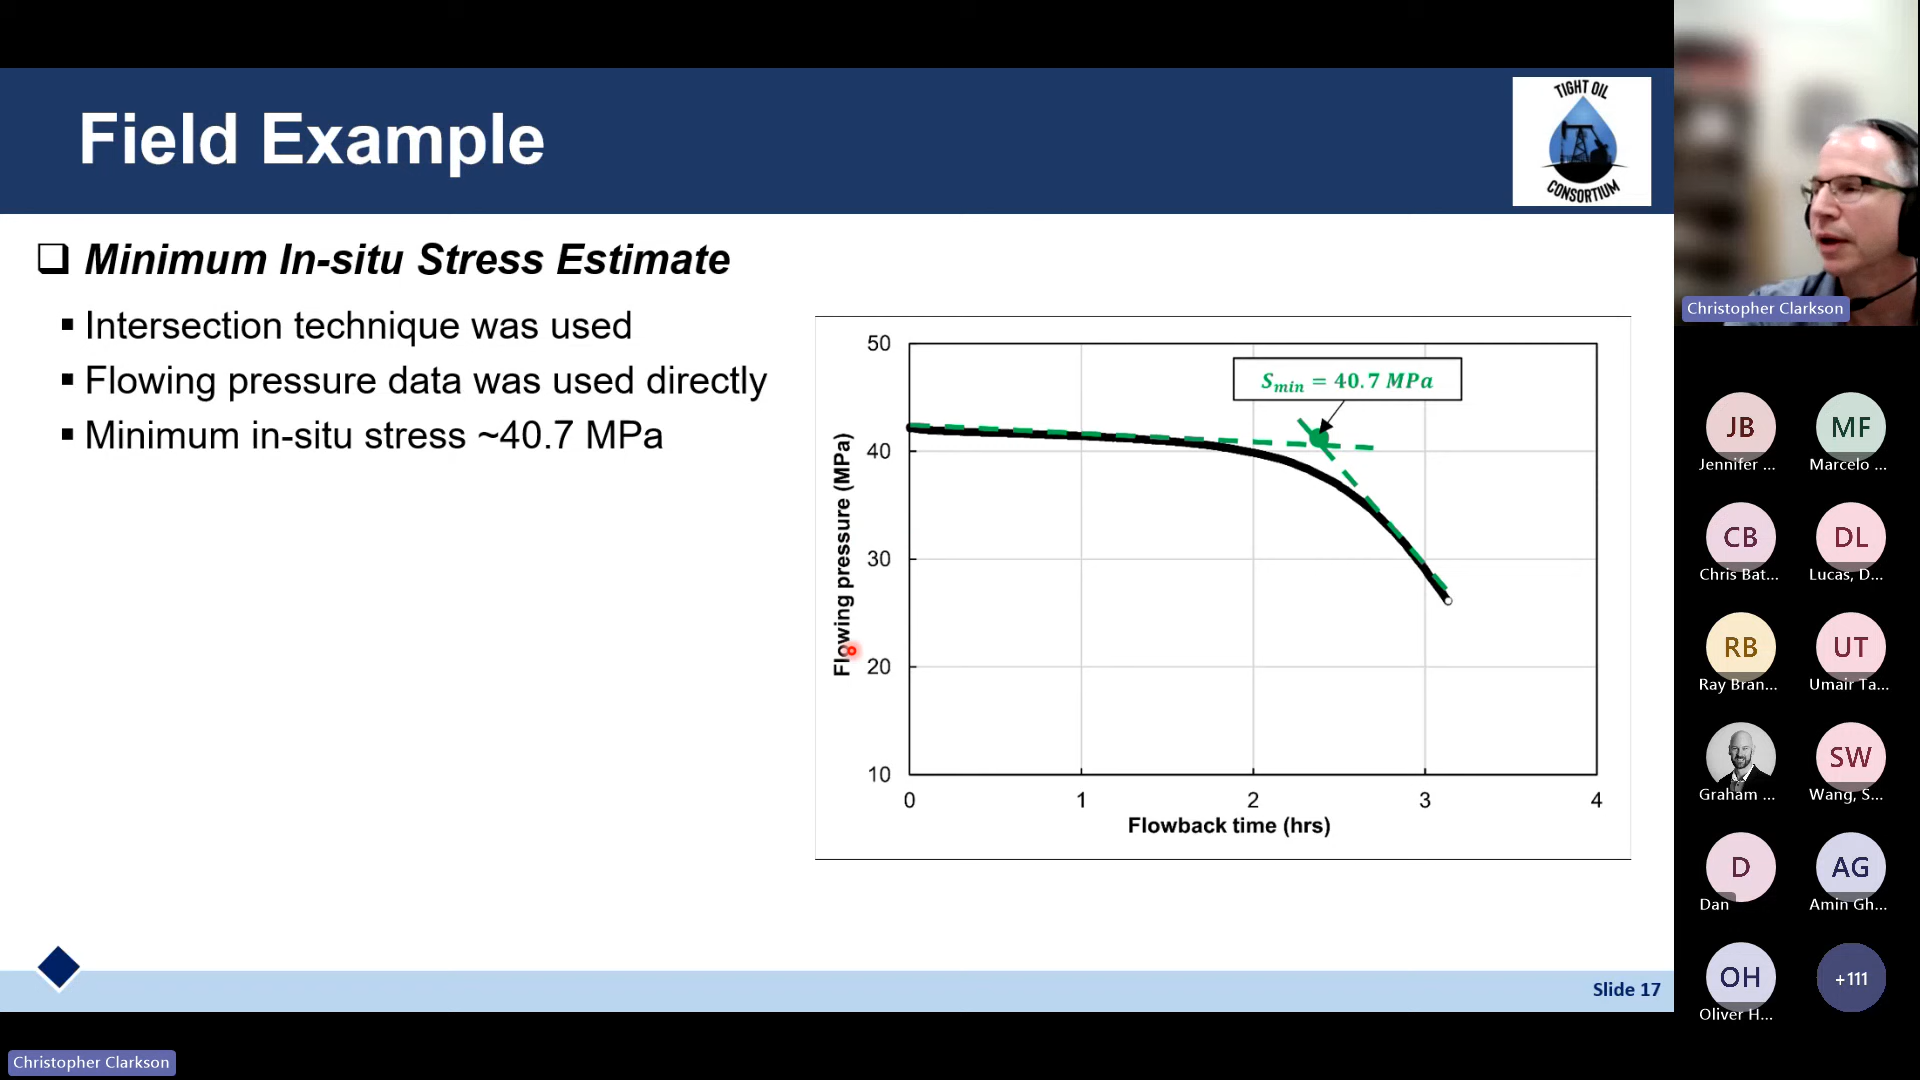 Field Example
TIGHT OIL
CONSORTIUM
❑ Minimum In-situ Stress Estimate
▪ Intersection technique was used
▪ Flowing pressure data was used directly
▪ Minimum in-situ stress ~40.7 MPa
Flowing pressure (MPa)
50
40
30
20
10
S_min = 40.7 MPa
0 1 2 3 4
Flowback time (hrs)
Slide 17
Christopher Clarkson
Christopher Clarkson
JB MF
Jennifer ... Marcelo ...
CB DL
Chris Bat... Lucas, D...
RB UT
Ray Bran... Umair Ta...
SW
Graham ... Wang, S...
D AG
Dan Amin Gh...
OH +111
Oliver H...